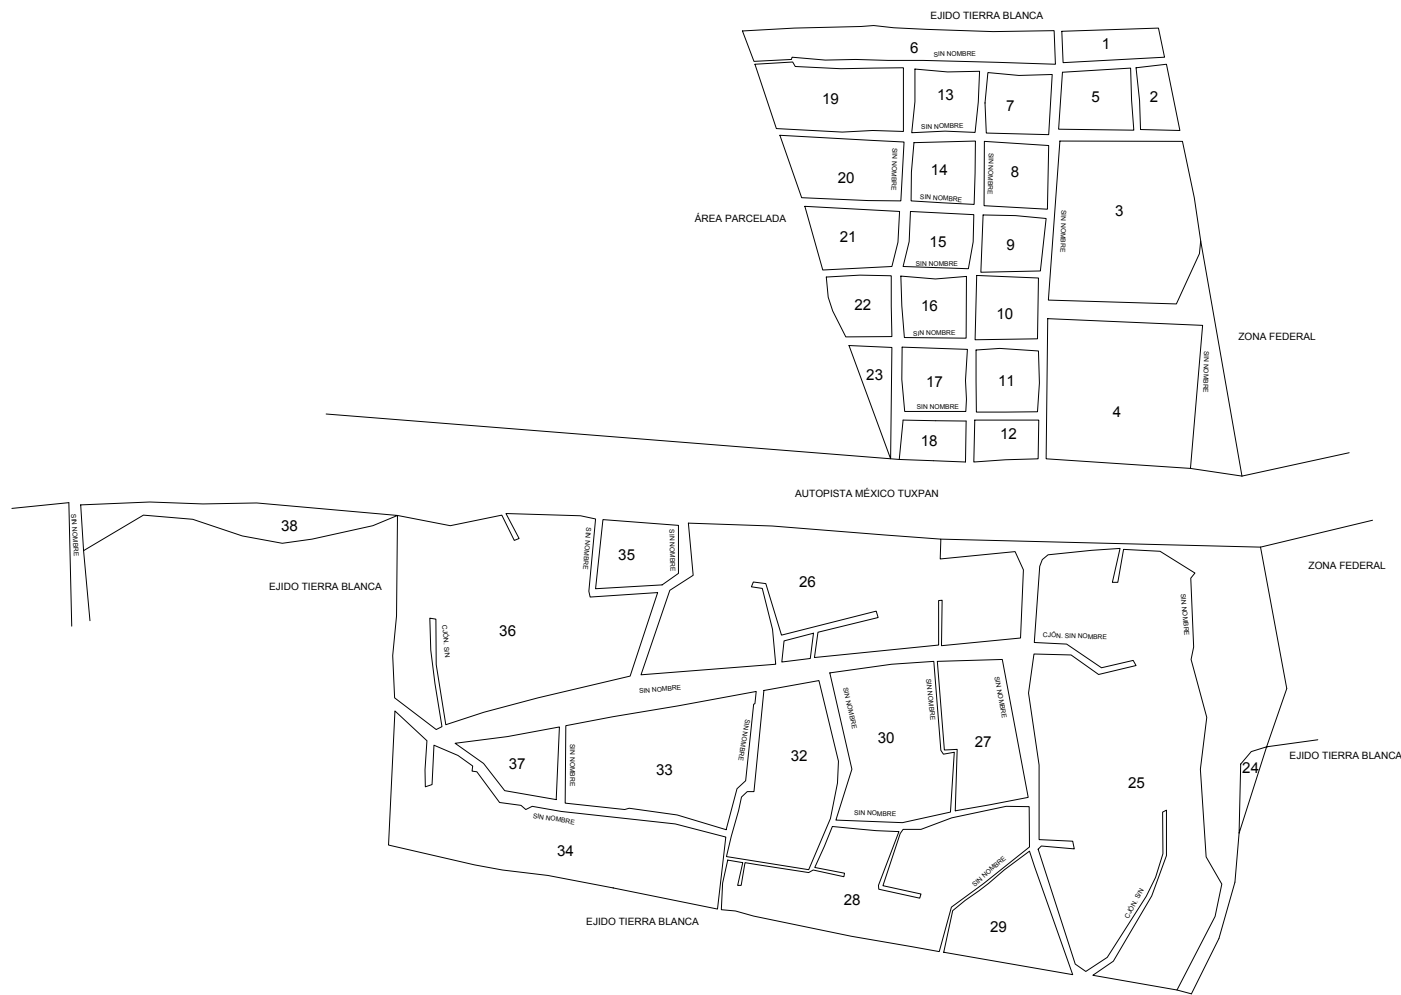 EJIDO TIERRA BLANCA
6
SIN NOMBRE
1
19
13
7
5
2
SIN NOMBRE
20
SIN NOMBRE
14
SIN NOMBRE
8
3
SIN NOMBRE
ÁREA PARCELADA
21
15
9
SIN NOMBRE
SIN NOMBRE
22
16
10
SIN NOMBRE
ZONA FEDERAL
23
17
11
SIN NOMBRE
4
SIN NOMBRE
18
12
AUTOPISTA MÉXICO TUXPAN
SIN NOMBRE
38
SIN NOMBRE
35
SIN NOMBRE
26
ZONA FEDERAL
EJIDO TIERRA BLANCA
36
CJÓN. S/N
CJÓN. SIN NOMBRE
SIN NOMBRE
SIN NOMBRE
SIN NOMBRE
SIN NOMBRE
SIN NOMBRE
37
SIN NOMBRE
33
SIN NOMBRE
32
30
27
25
24
EJIDO TIERRA BLANCA
SIN NOMBRE
SIN NOMBRE
34
28
SIN NOMBRE
29
CJÓN. S/N
EJIDO TIERRA BLANCA